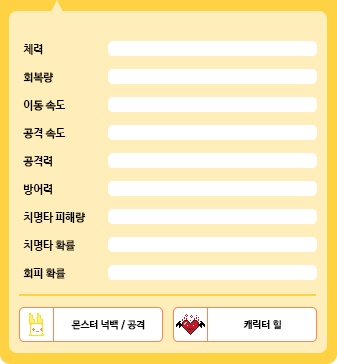 체력
회복량
이동 속도
공격 속도
공격력
방어력
치명타 피해량
치명타 확률
회피 확률
몬스터 넉백 / 공격
캐릭터 힐